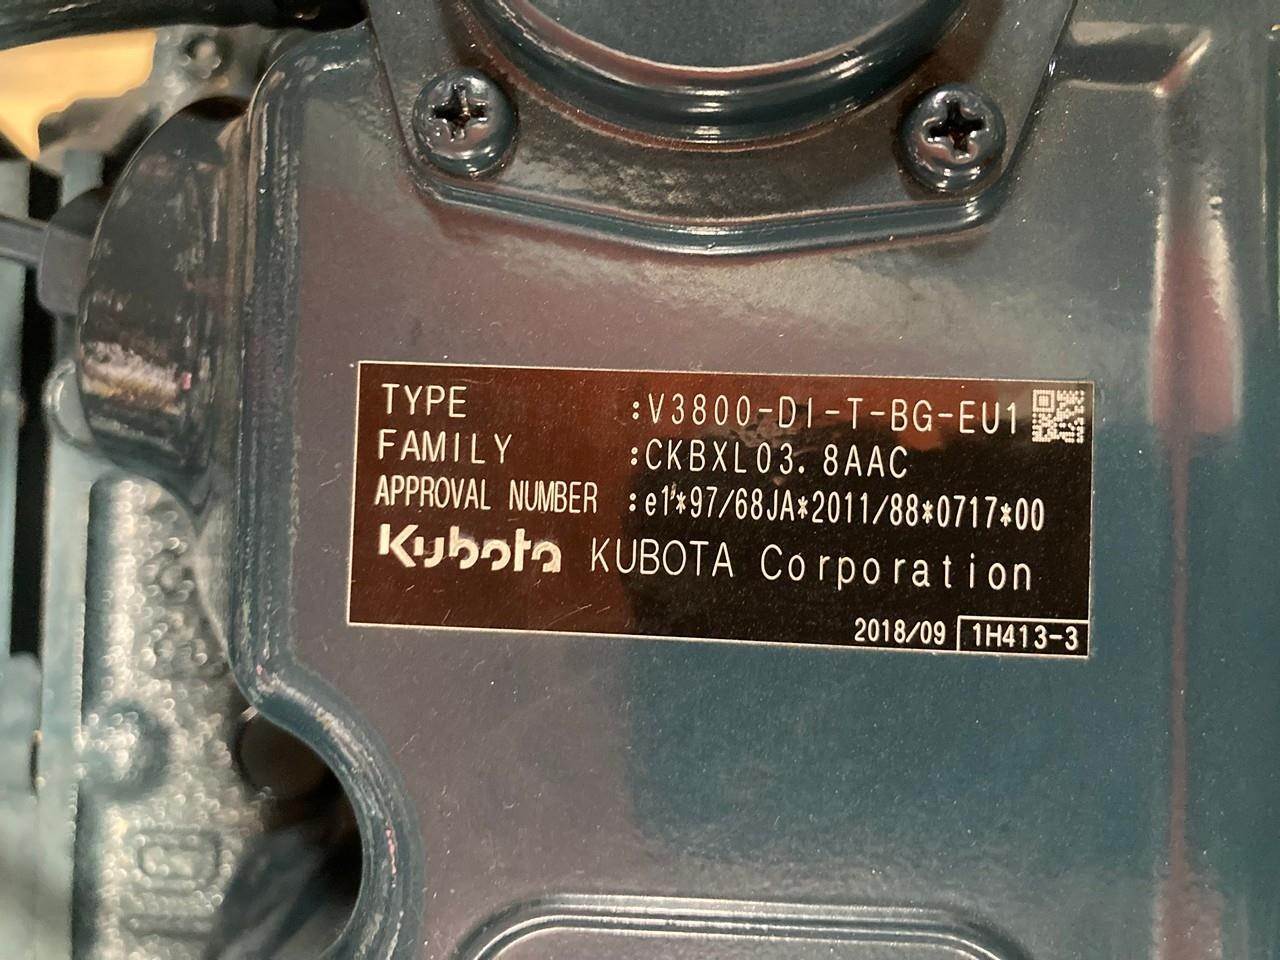 TYPE :V3800-DI-T-BG-EU1
FAMILY :CKBXL03.8AAC
APPROVAL NUMBER :e1*97/68JA*2011/88*0717*00
Kubota KUBOTA Corporation
2018/09 1H413-3